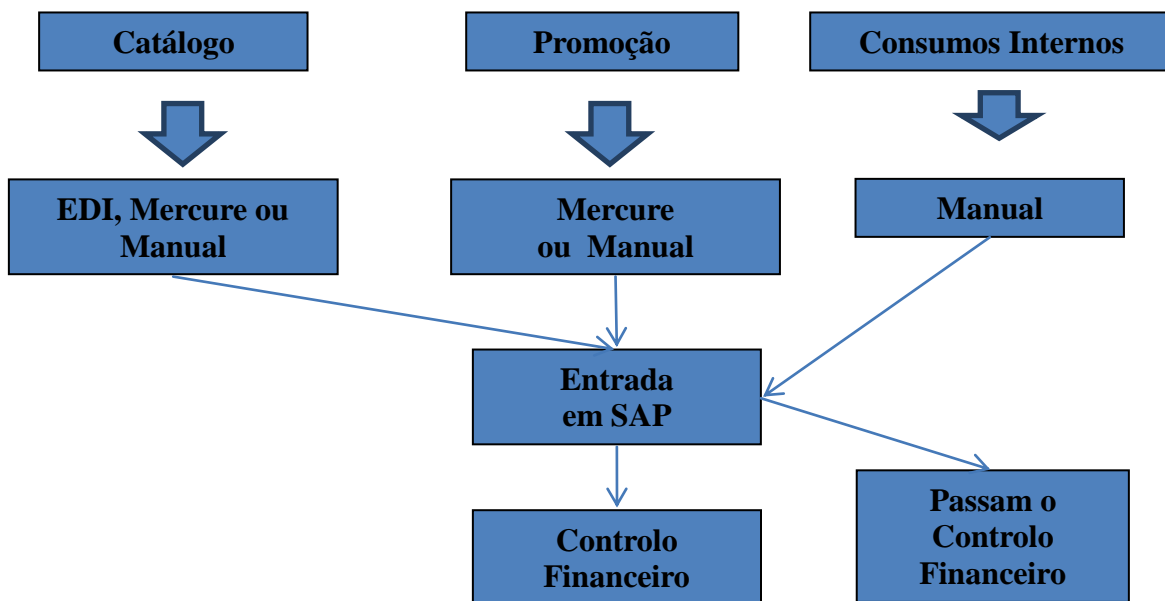 Catálogo
Promoção
Consumos Internos
EDI, Mercure ou
Manual
Mercure
ou Manual
Manual
Entrada
em SAP
Controlo
Financeiro
Passam o
Controlo
Financeiro